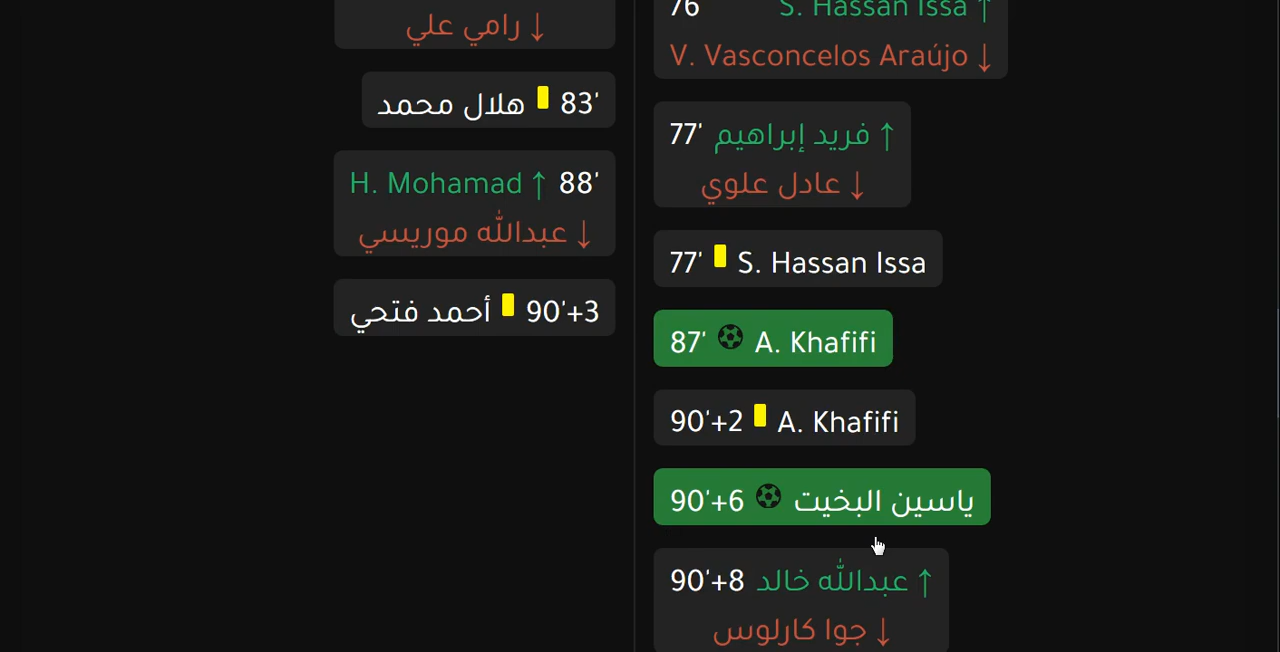 ↓ رامي علي
76 S. Hassan Issa ↑
V. Vasconcelos Araújo ↓
هلال محمد 83'
77' فريد إبراهيم ↑
عادل علوي ↓
H. Mohamad ↑ 88'
عبدالله موريسي ↓
77' S. Hassan Issa
أحمد فتحي 90'+3
87' A. Khafifi
90'+2 A. Khafifi
90'+6 ياسين البخيت
90'+8 عبدالله خالد ↑
جوا كارلوس ↓